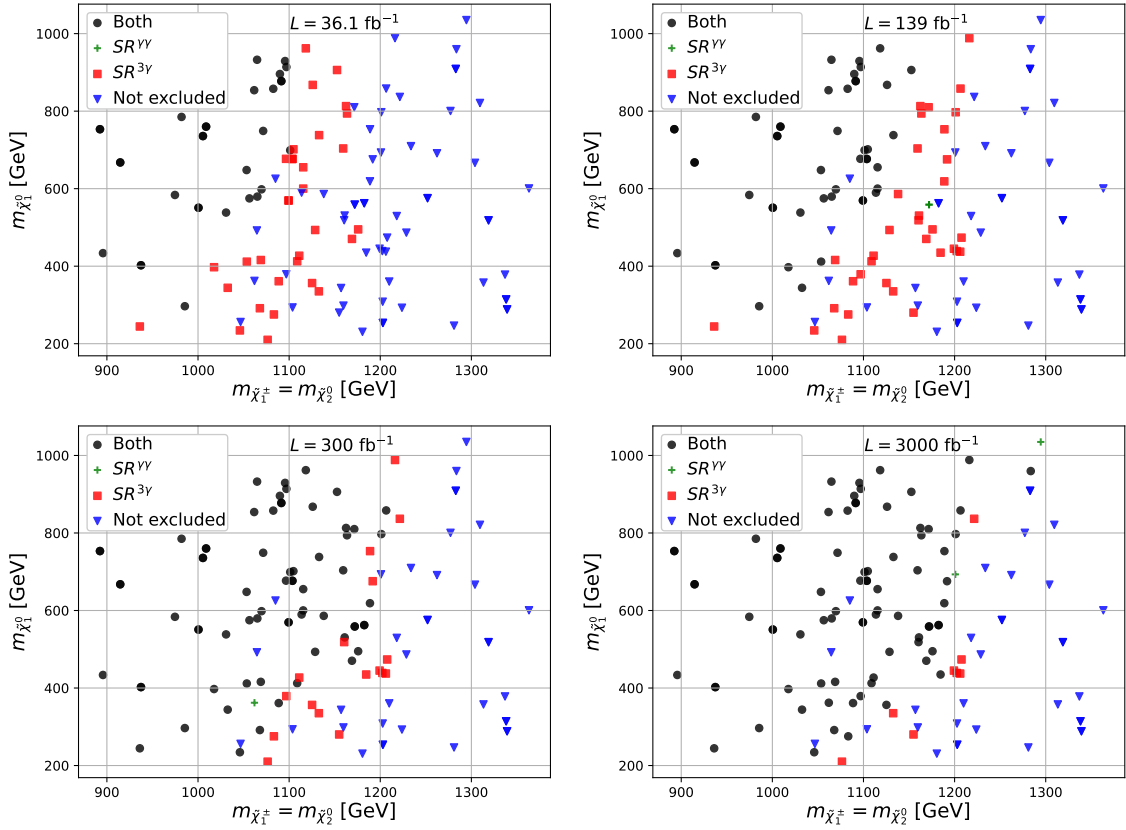 L = 36.1 fb⁻¹
Both
SR^γγ
SR^3γ
Not excluded
1000
800
600
400
200
m_χ̃₁⁰ [GeV]
900 1000 1100 1200 1300
m_χ̃₁^± = m_χ̃₂⁰ [GeV]
L = 139 fb⁻¹
Both
SR^γγ
SR^3γ
Not excluded
1000
800
600
400
200
m_χ̃₁⁰ [GeV]
900 1000 1100 1200 1300
m_χ̃₁^± = m_χ̃₂⁰ [GeV]
L = 300 fb⁻¹
Both
SR^γγ
SR^3γ
Not excluded
1000
800
600
400
200
m_χ̃₁⁰ [GeV]
900 1000 1100 1200 1300
m_χ̃₁^± = m_χ̃₂⁰ [GeV]
L = 3000 fb⁻¹
Both
SR^γγ
SR^3γ
Not excluded
1000
800
600
400
200
m_χ̃₁⁰ [GeV]
900 1000 1100 1200 1300
m_χ̃₁^± = m_χ̃₂⁰ [GeV]